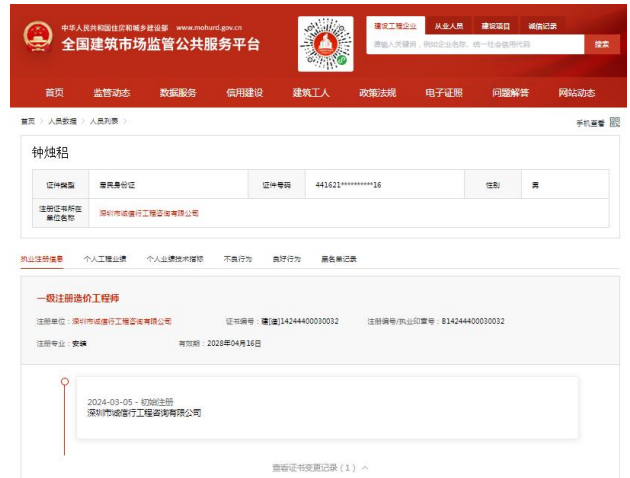 中华人民共和国住房和城乡建设部 www.mohurd.gov.cn
全国建筑市场监管公共服务平台
建设工程企业 从业人员 建设项目 诚信记录
请输入关键词，例如企业名称、统一社会信用代码 搜索
首页 监管动态 数据服务 信用建设 建筑工人 政策法规 电子证照 问题解答 网站动态
首页 > 人员数据 > 人员列表 >
手机查看
钟烛稆
证件类型 居民身份证 证件号码 441621**********16 性别 男
注册证书所在
单位名称
深圳市诚信行工程咨询有限公司
执业注册信息 个人工程业绩 个人业绩技术指标 不良行为 良好行为 黑名单记录
一级注册造价工程师
注册单位：深圳市诚信行工程咨询有限公司 证书编号：建[造]14244400030032 注册编号/执业印章号：B14244400030032
注册专业：安装 有效期：2028年04月16日
2024-03-05 - 初始注册
深圳市诚信行工程咨询有限公司
查看证书变更记录 (1) ^